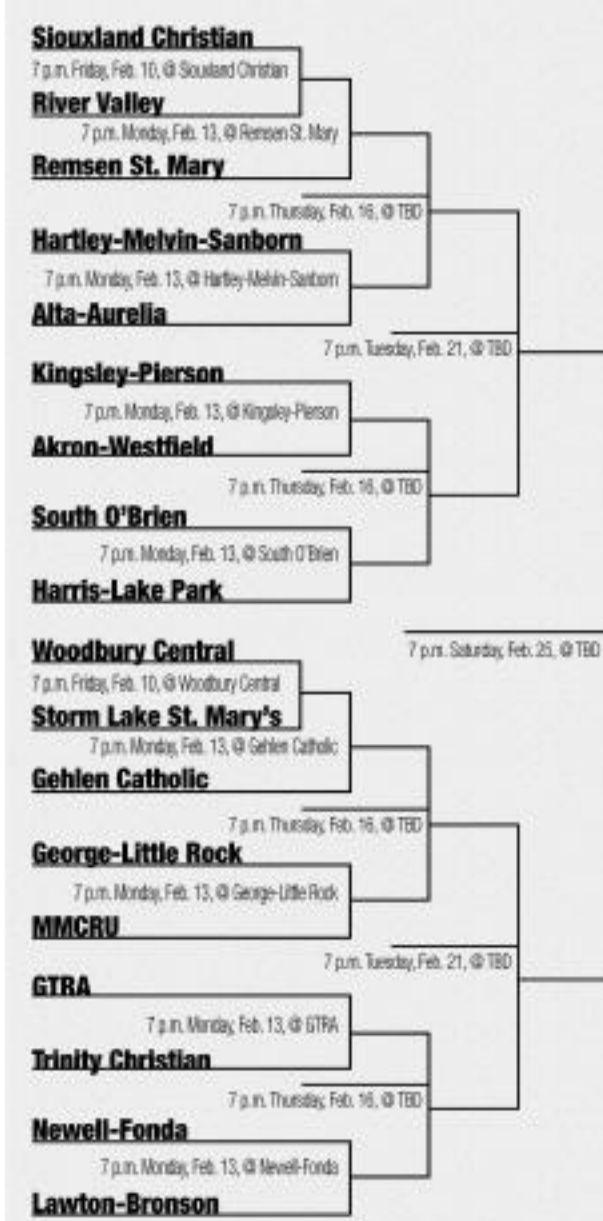 Siouxland Christian
7 p.m. Friday, Feb. 10, @ Siouxland Christian
River Valley
7 p.m. Monday, Feb. 13, @ Remsen St. Mary
Remsen St. Mary
7 p.m. Thursday, Feb. 16, @ TBD
Hartley-Melvin-Sanborn
7 p.m. Monday, Feb. 13, @ Hartley-Melvin-Sanborn
Alta-Aurelia
7 p.m. Tuesday, Feb. 21, @ TBD
Kingsley-Pierson
7 p.m. Monday, Feb. 13, @ Kingsley-Pierson
Akron-Westfield
7 p.m. Thursday, Feb. 16, @ TBD
South O'Brien
7 p.m. Monday, Feb. 13, @ South O'Brien
Harris-Lake Park
7 p.m. Saturday, Feb. 25, @ TBD
Woodbury Central
7 p.m. Friday, Feb. 10, @ Woodbury Central
Storm Lake St. Mary's
7 p.m. Monday, Feb. 13, @ Gehlen Catholic
Gehlen Catholic
7 p.m. Thursday, Feb. 16, @ TBD
George-Little Rock
7 p.m. Monday, Feb. 13, @ George-Little Rock
MMCRU
7 p.m. Tuesday, Feb. 21, @ TBD
GTRA
7 p.m. Monday, Feb. 13, @ GTRA
Trinity Christian
7 p.m. Thursday, Feb. 16, @ TBD
Newell-Fonda
7 p.m. Monday, Feb. 13, @ Newell-Fonda
Lawton-Bronson